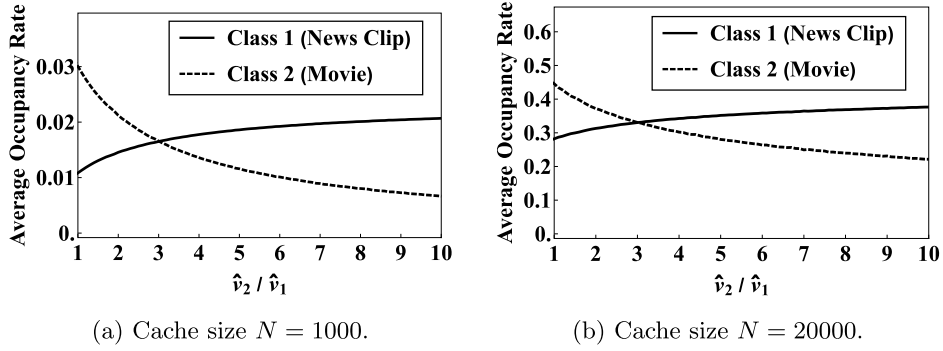 Average Occupancy Rate
0.03
0.02
0.01
0.
Class 1 (News Clip)
Class 2 (Movie)
1 2 3 4 5 6 7 8 9 10
v̂₂ / v̂₁
(a) Cache size N = 1000.
Average Occupancy Rate
0.6
0.5
0.4
0.3
0.2
0.1
0.
Class 1 (News Clip)
Class 2 (Movie)
1 2 3 4 5 6 7 8 9 10
v̂₂ / v̂₁
(b) Cache size N = 20000.